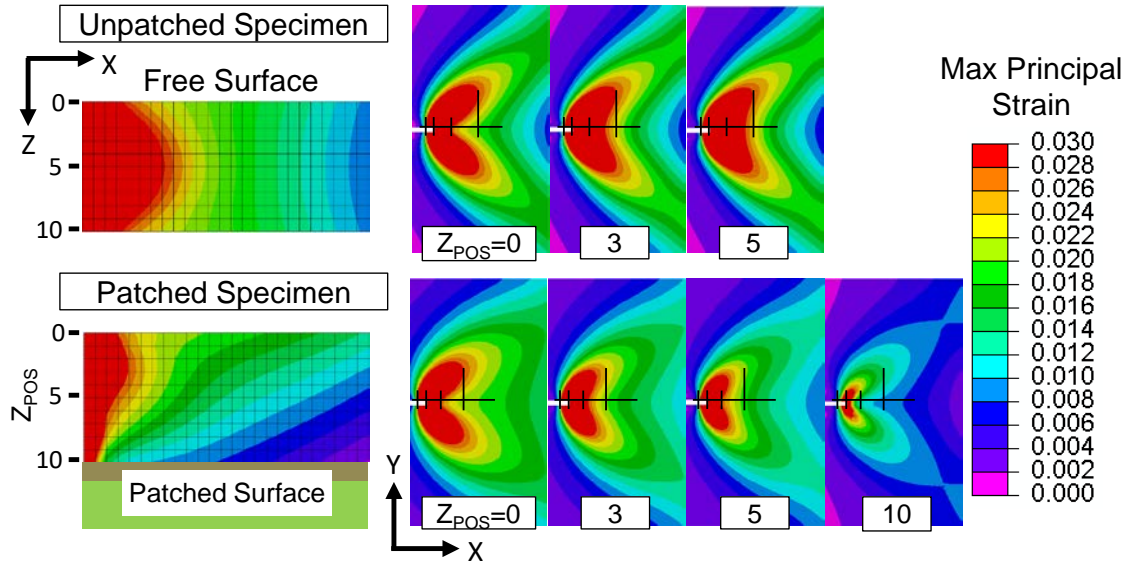 Unpatched Specimen
X
Z
Free Surface
0
5
10
Z_POS=0
3
5
Max Principal
Strain
0.030
0.028
0.026
0.024
0.022
0.020
0.018
0.016
0.014
0.012
0.010
0.008
0.006
0.004
0.002
0.000
Patched Specimen
Z_POS
0
5
10
Patched Surface
Y
X
Z_POS=0
3
5
10